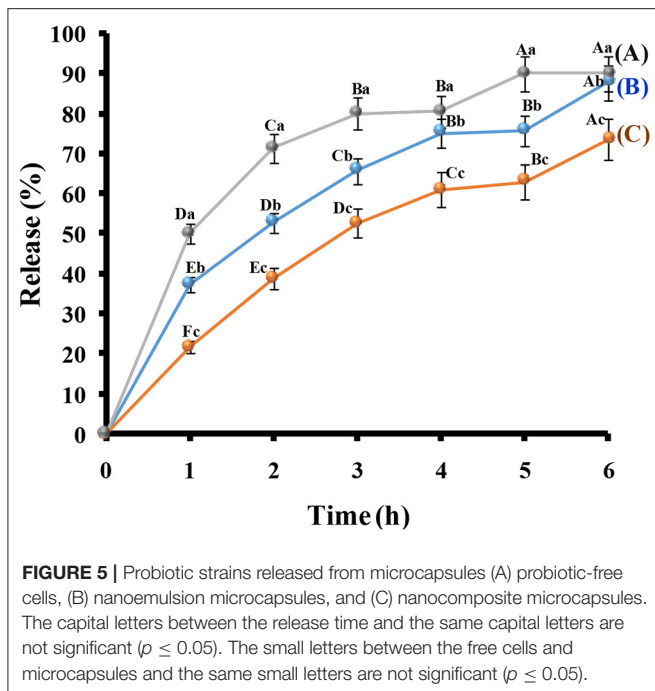 Release (%)
100
90
80
70
60
50
40
30
20
10
0
Da
Ca
Ba
Ba
Aa
Aa
(A)
Eb
Db
Cb
Bb
Bb
Ab
(B)
Fc
Ec
Dc
Cc
Bc
Ac
(C)
0 1 2 3 4 5 6
Time (h)
FIGURE 5 | Probiotic strains released from microcapsules (A) probiotic-free
cells, (B) nanoemulsion microcapsules, and (C) nanocomposite microcapsules.
The capital letters between the release time and the same capital letters are
not significant (p ≤ 0.05). The small letters between the free cells and
microcapsules and the same small letters are not significant (p ≤ 0.05).